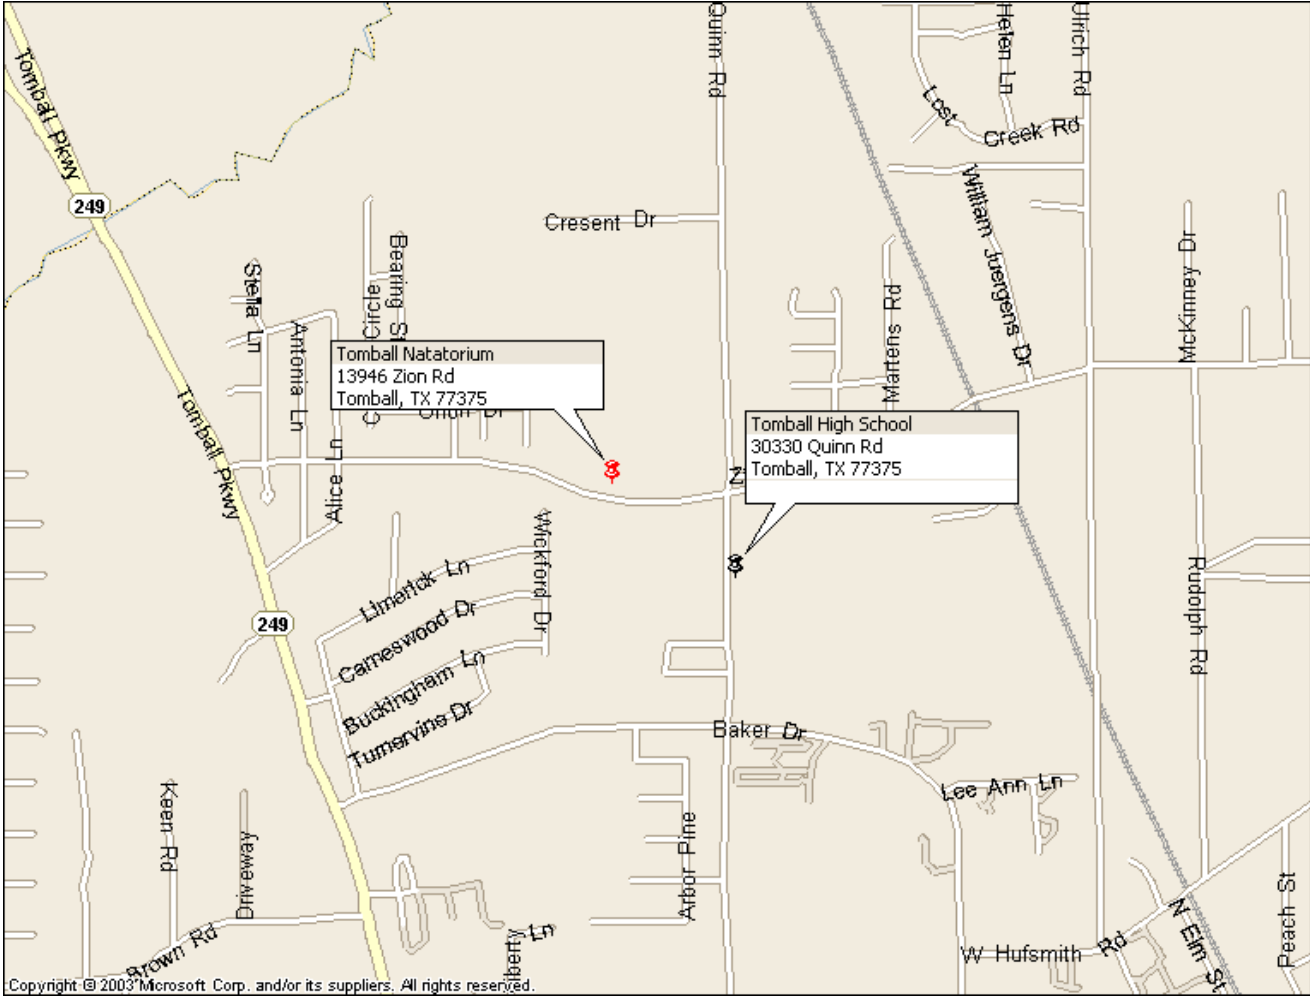 Quinn Rd
Helen Ln
Ulrich Rd
Tomball Pkwy
Lost
Creek Rd
249
William Juergens Dr
Cresent Dr
McKinney Dr
Bearing St
Stella Ln
Circle
Martens Rd
Antonia Ln
Tomball Natatorium
13946 Zion Rd
Tomball, TX 77375
Dr
Tomball Pkwy
Tomball High School
30330 Quinn Rd
Tomball, TX 77375
Alice Ln
Z
Wickford Dr
Limerick Ln
Rudolph Rd
Carneswood Dr
249
Buckingham Ln
Turnervine Dr
Baker Dr
Lee Ann Ln
Keuen Rd
Driveway
Arbor Pine
Peach St
N Elm St
Brown Rd
Ln
W Hufsmith Rd
Copyright © 2003 Microsoft Corp. and/or its suppliers. All rights reserved.